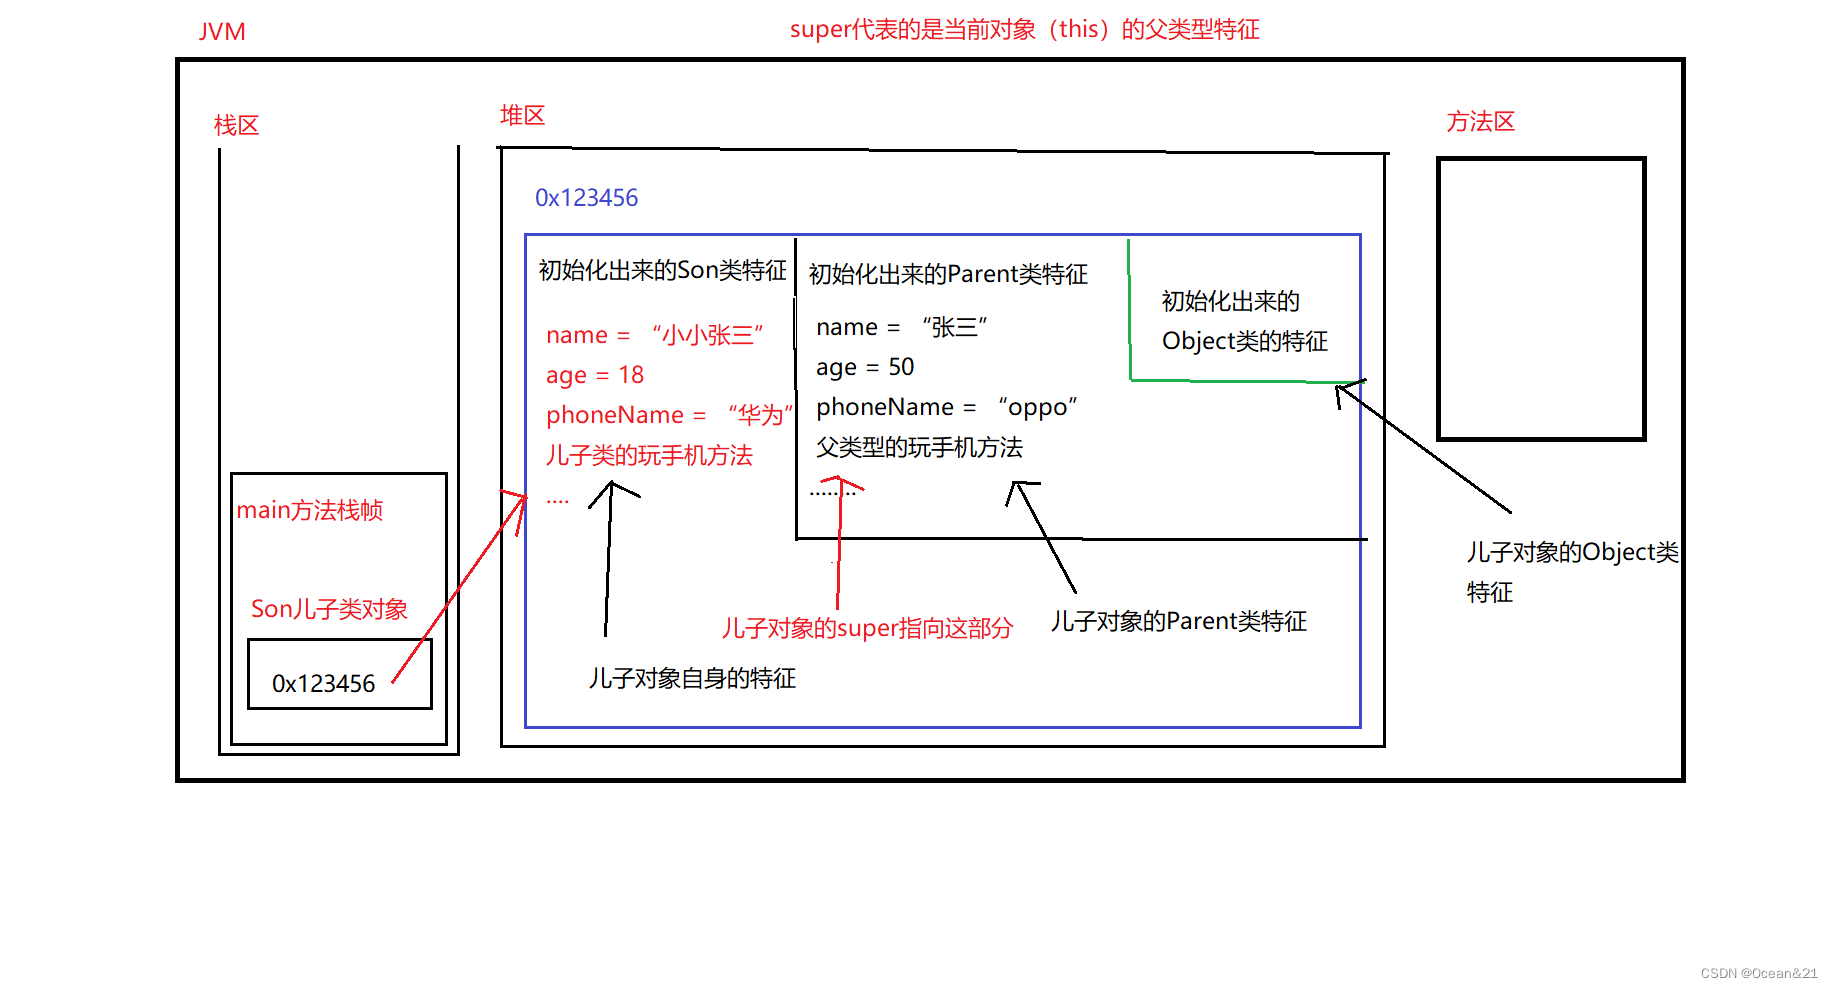 JVM
super代表的是当前对象（this）的父类型特征
栈区
堆区
方法区
0x123456
初始化出来的Son类特征
name = “小小张三”
age = 18
phoneName = “华为”
儿子类的玩手机方法
....
初始化出来的Parent类特征
name = “张三”
age = 50
phoneName = “oppo”
父类型的玩手机方法
........
初始化出来的
Object类的特征
main方法栈帧
Son儿子类对象
0x123456
儿子对象自身的特征
儿子对象的super指向这部分
儿子对象的Parent类特征
儿子对象的Object类
特征
CSDN @Ocean&21